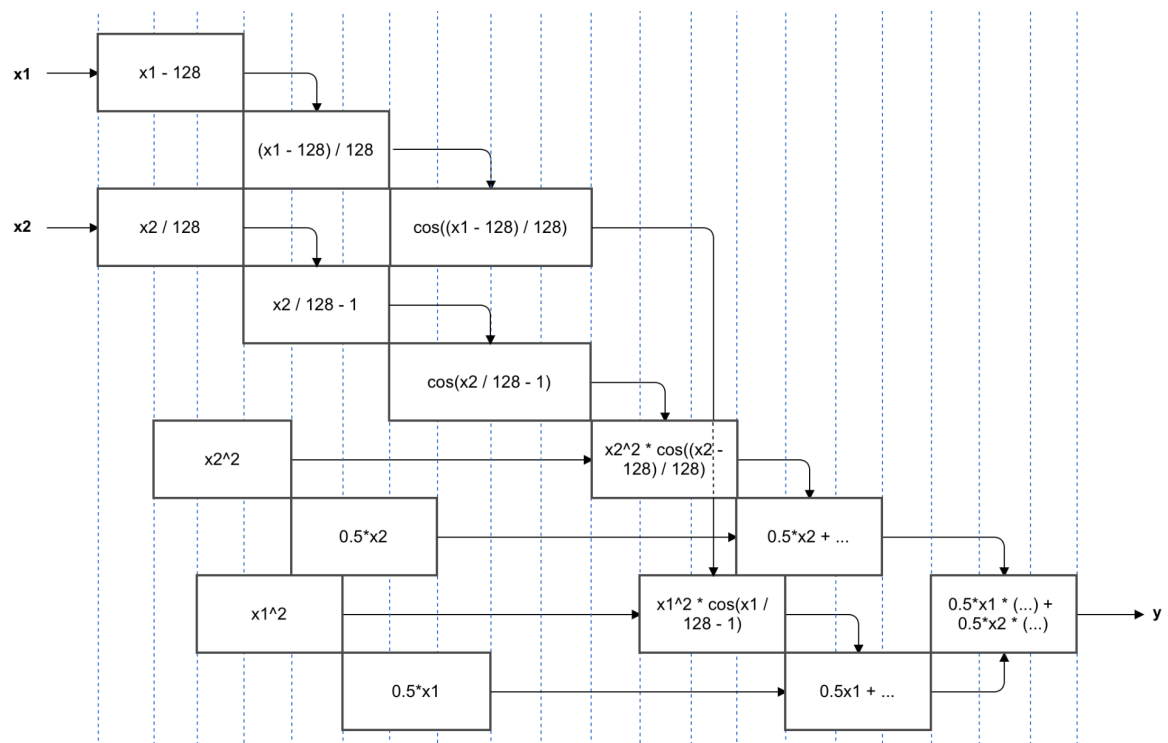 x1
x1 - 128
(x1 - 128) / 128
x2
x2 / 128
cos((x1 - 128) / 128)
x2 / 128 - 1
cos(x2 / 128 - 1)
x2^2
x2^2 * cos((x2 -
128) / 128)
0.5*x2
0.5*x2 + ...
x1^2
x1^2 * cos(x1 /
128 - 1)
0.5*x1 * (...) +
0.5*x2 * (...)
y
0.5*x1
0.5x1 + ...